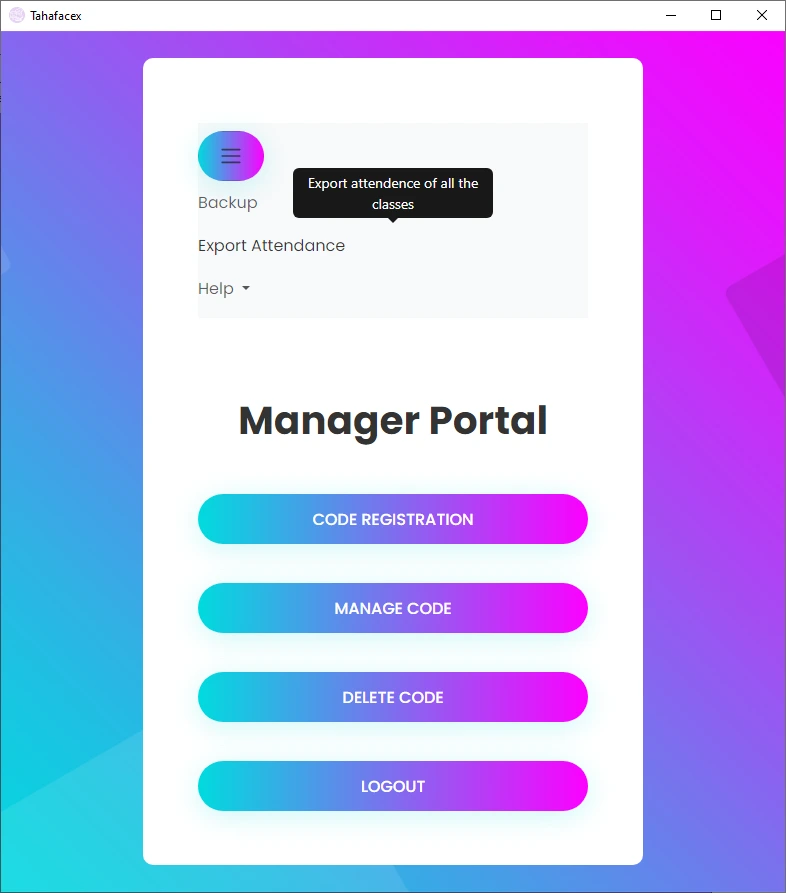 Tahafacex
Export attendence of all the
classes
Backup
Export Attendance
Help
Manager Portal
CODE REGISTRATION
MANAGE CODE
DELETE CODE
LOGOUT